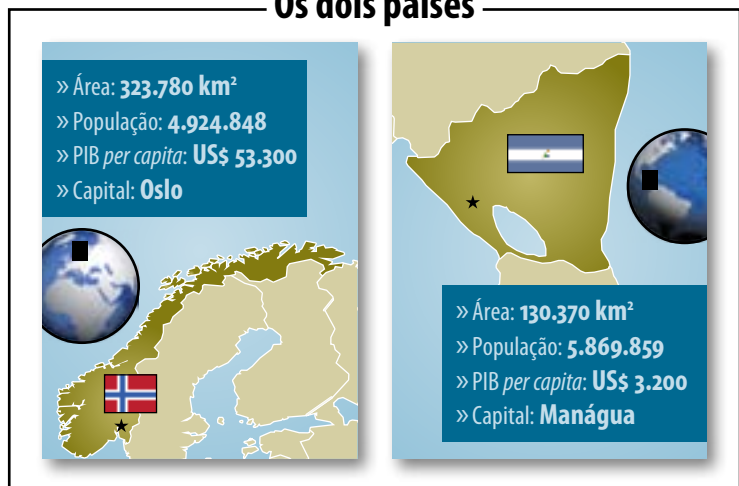 Os dois países
» Área: 323.780 km²
» População: 4.924.848
» PIB per capita: US$ 53.300
» Capital: Oslo
» Área: 130.370 km²
» População: 5.869.859
» PIB per capita: US$ 3.200
» Capital: Manágua